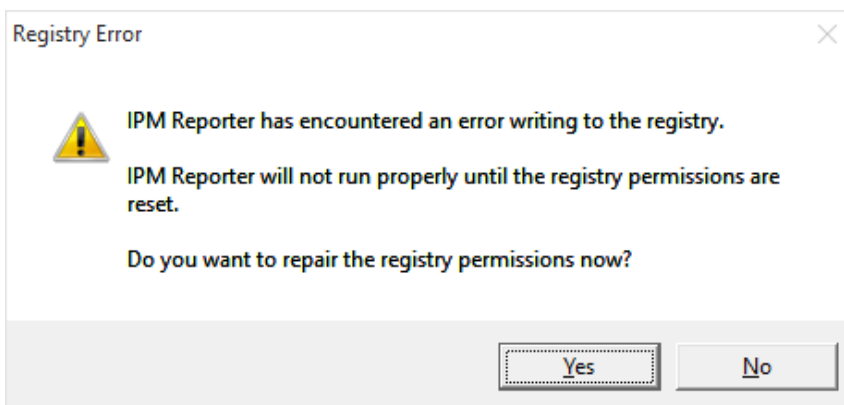 Registry Error
IPM Reporter has encountered an error writing to the registry.
IPM Reporter will not run properly until the registry permissions are
reset.
Do you want to repair the registry permissions now?
Yes
No